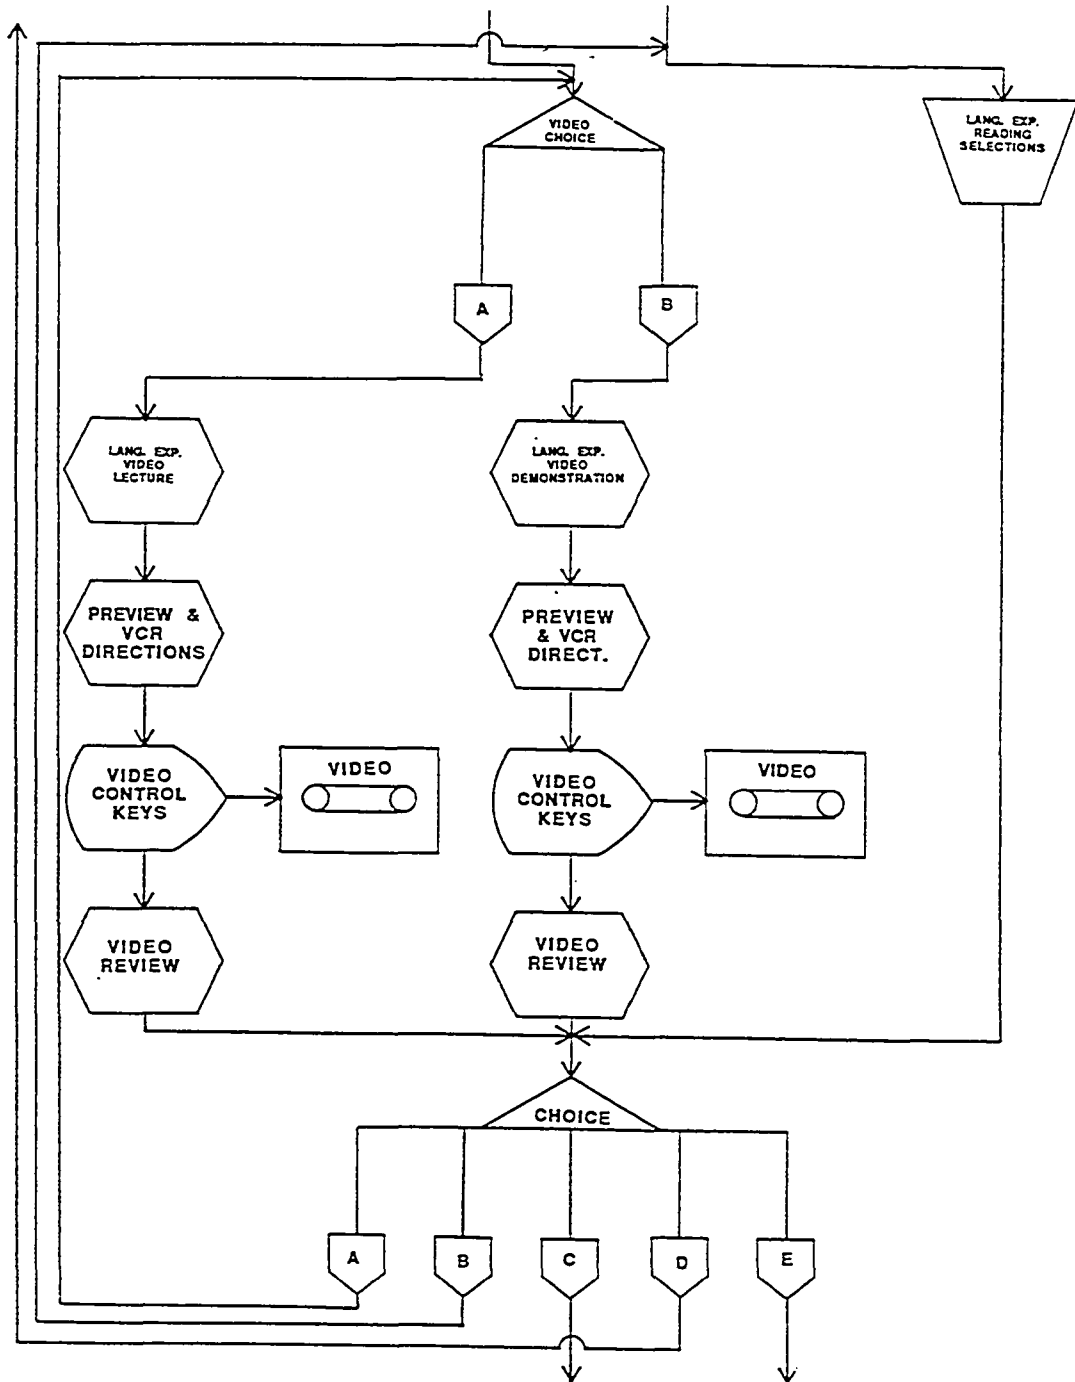 VIDEO
CHOICE
LANG. EXP.
READING
SELECTIONS
A
B
LANG. EXP.
VIDEO
LECTURE
LANG. EXP.
VIDEO
DEMONSTRATION
PREVIEW &
VCR
DIRECTIONS
PREVIEW
& VCR
DIRECT.
VIDEO
CONTROL
KEYS
VIDEO
VIDEO
CONTROL
KEYS
VIDEO
VIDEO
REVIEW
VIDEO
REVIEW
CHOICE
A
B
C
D
E